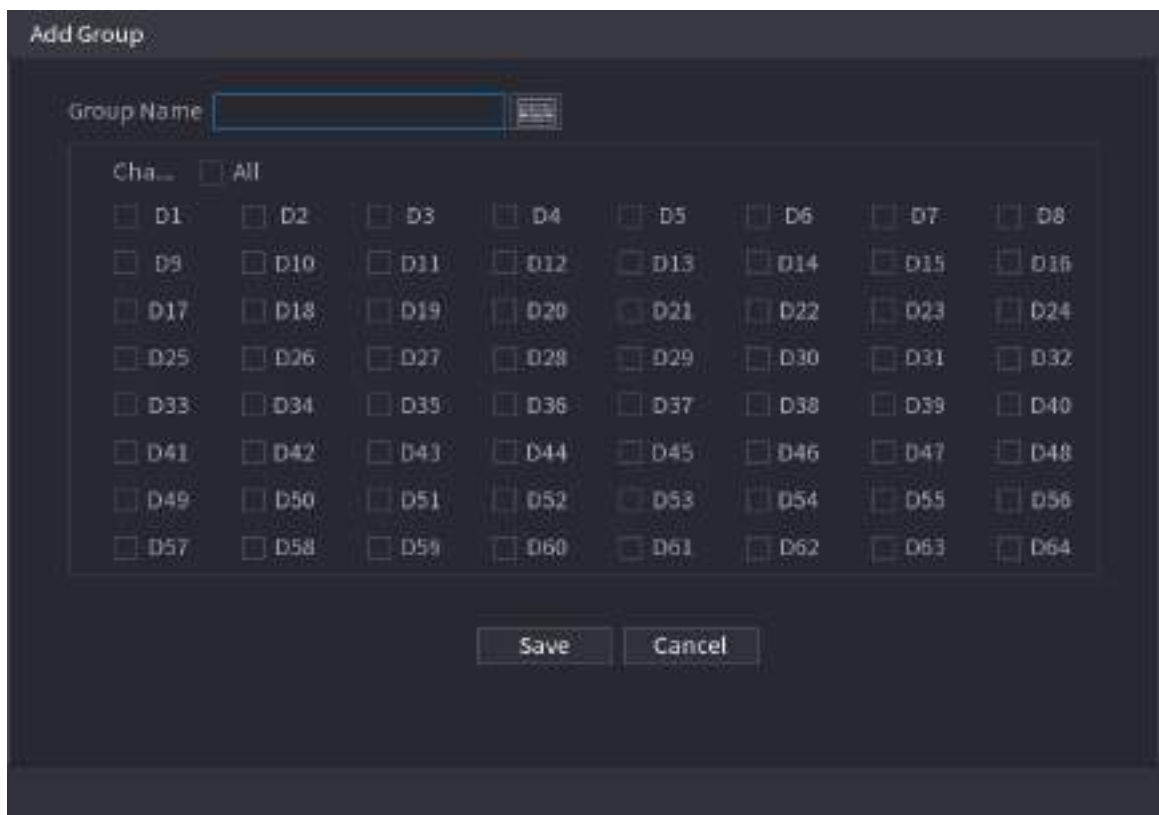 Add Group
Group Name
Cha... All
D1 D2 D3 D4 D5 D6 D7 D8
D9 D10 D11 D12 D13 D14 D15 D16
D17 D18 D19 D20 D21 D22 D23 D24
D25 D26 D27 D28 D29 D30 D31 D32
D33 D34 D35 D36 D37 D38 D39 D40
D41 D42 D43 D44 D45 D46 D47 D48
D49 D50 D51 D52 D53 D54 D55 D56
D57 D58 D59 D60 D61 D62 D63 D64
Save Cancel